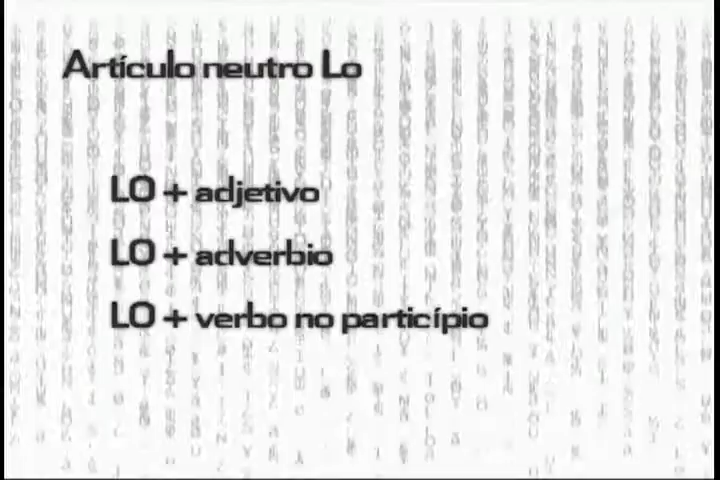 Artículo neutro Lo
LO + adjetivo
LO + adverbio
LO + verbo no particípio